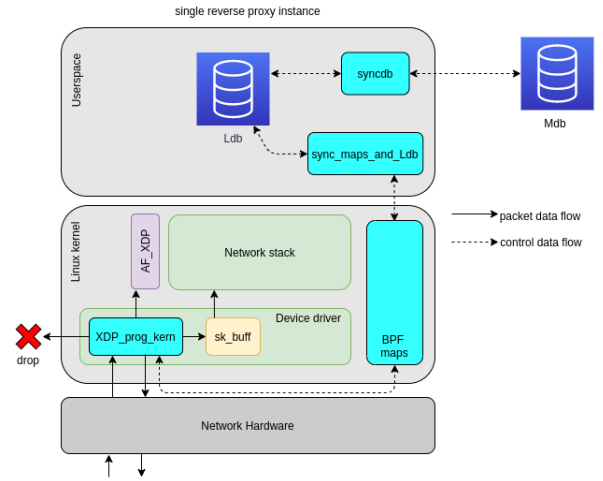 single reverse proxy instance
Userspace
Ldb
syncdb
Mdb
sync_maps_and_Ldb
Linux kernel
AF_XDP
Network stack
packet data flow
control data flow
Device driver
XDP_prog_kern
sk_buff
BPF
maps
drop
Network Hardware